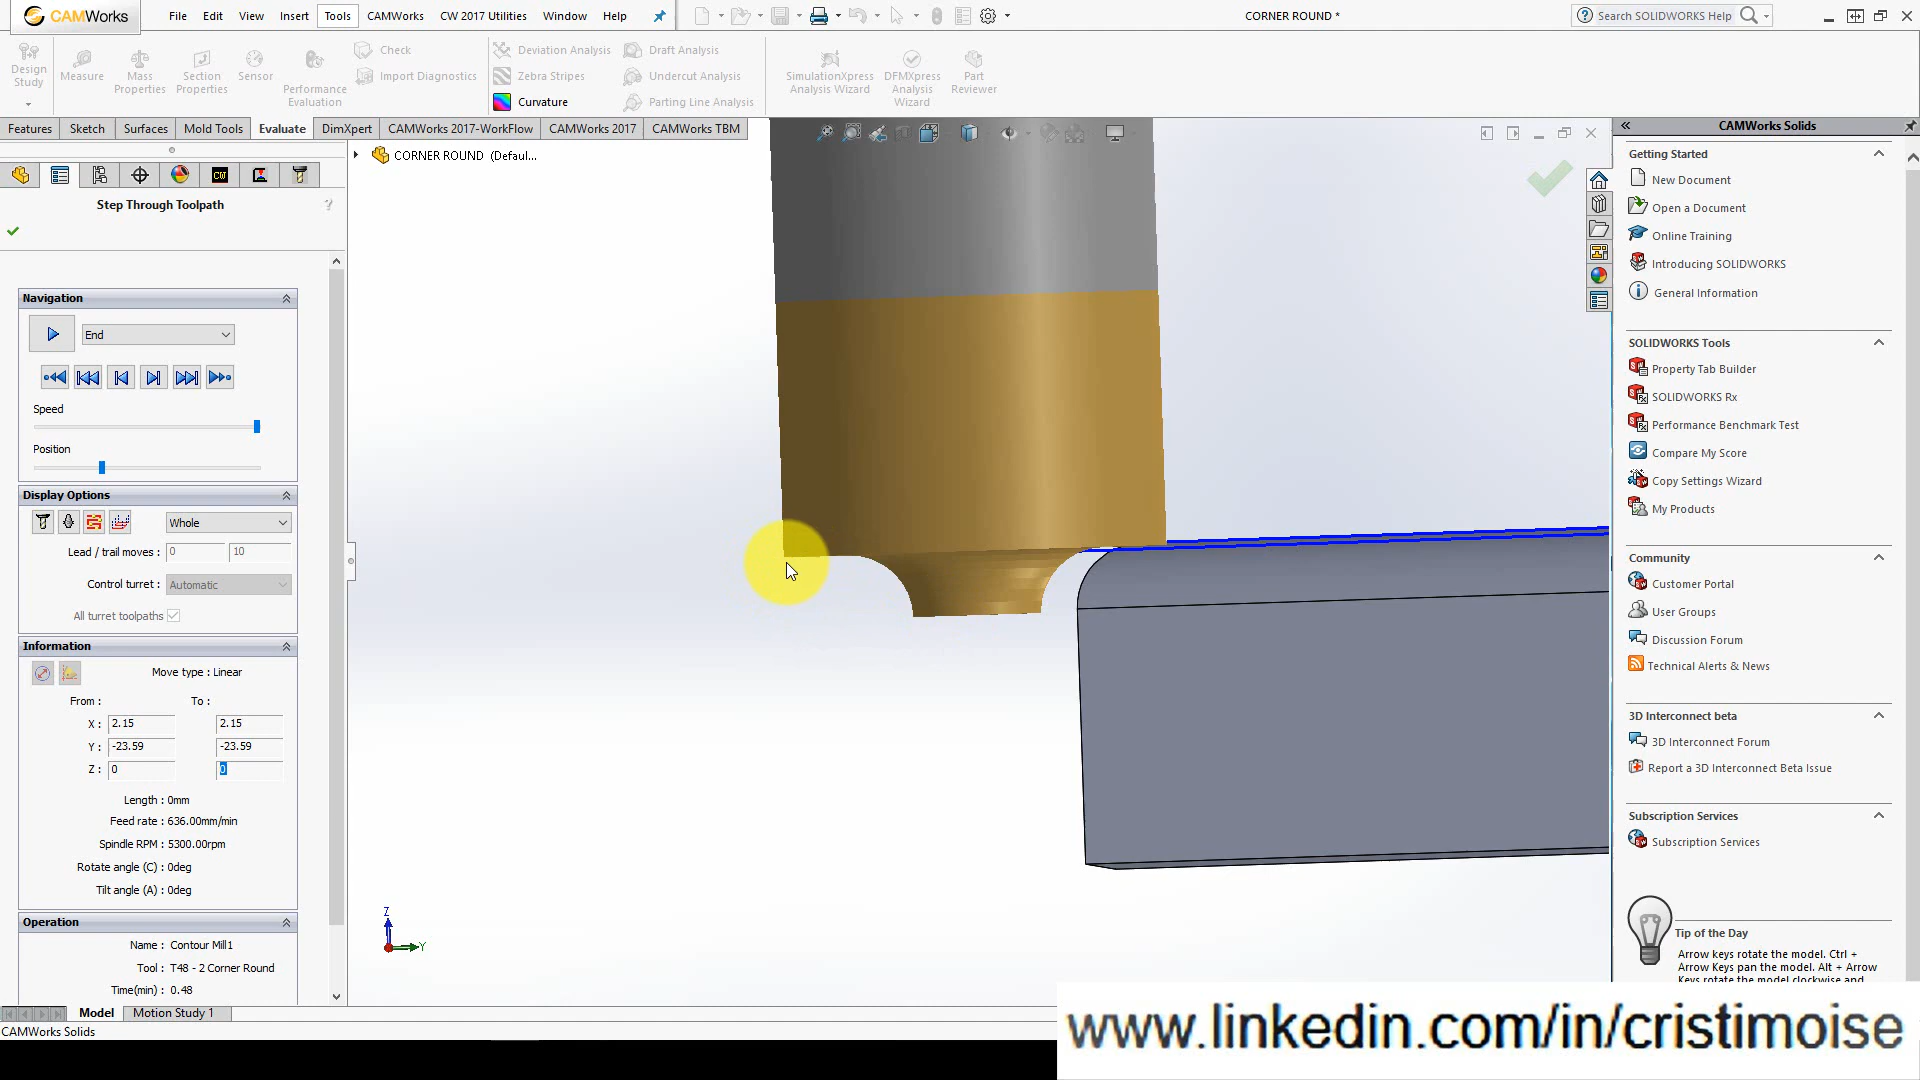 CAMWorks
File Edit View Insert Tools CAMWorks CW 2017 Utilities Window Help
CORNER ROUND *
Search SOLIDWORKS Help
Design Study
Measure
Mass Properties
Section Properties
Sensor
Performance Evaluation
Check
Import Diagnostics
Deviation Analysis
Zebra Stripes
Curvature
Draft Analysis
Undercut Analysis
Parting Line Analysis
SimulationXpress Analysis Wizard
DFMXpress Analysis Wizard
Part Reviewer
Features Sketch Surfaces Mold Tools Evaluate DimXpert CAMWorks 2017-WorkFlow CAMWorks 2017 CAMWorks TBM
CORNER ROUND (Defaul...
Step Through Toolpath
?
Navigation
End
Speed
Position
Display Options
Whole
Lead / trail moves : 0 10
Control turret : Automatic
All turret toolpaths
Information
Move type : Linear
From : To :
X : 2.15 2.15
Y : -23.59 -23.59
Z : 0 0
Length : 0mm
Feed rate : 636.00mm/min
Spindle RPM : 5300.00rpm
Rotate angle (C) : 0deg
Tilt angle (A) : 0deg
Operation
Name : Contour Mill1
Tool : T48 - 2 Corner Round
Time(min) : 0.48
Z
Y
Model Motion Study 1
CAMWorks Solids
CAMWorks Solids
Getting Started
New Document
Open a Document
Online Training
Introducing SOLIDWORKS
General Information
SOLIDWORKS Tools
Property Tab Builder
SOLIDWORKS Rx
Performance Benchmark Test
Compare My Score
Copy Settings Wizard
My Products
Community
Customer Portal
User Groups
Discussion Forum
Technical Alerts & News
3D Interconnect beta
3D Interconnect Forum
Report a 3D Interconnect Beta Issue
Subscription Services
Subscription Services
Tip of the Day
Arrow keys rotate the model. Ctrl +
Arrow Keys pan the model. Alt + Arrow
Keys rotate the model clockwise and
www.linkedin.com/in/cristimoise